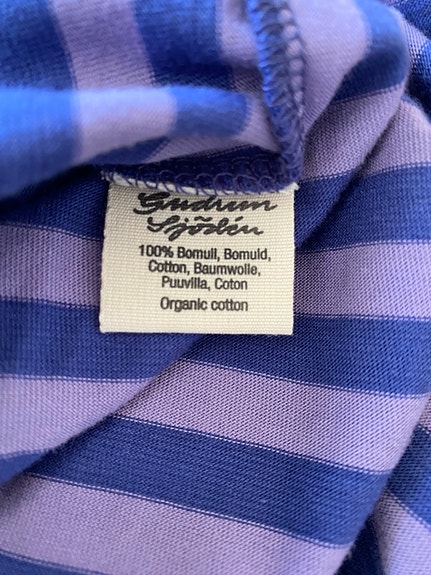 Gudrun
Sjödén
100% Bomull, Bomuld,
Cotton, Baumwolle,
Puuvilla, Coton
Organic cotton